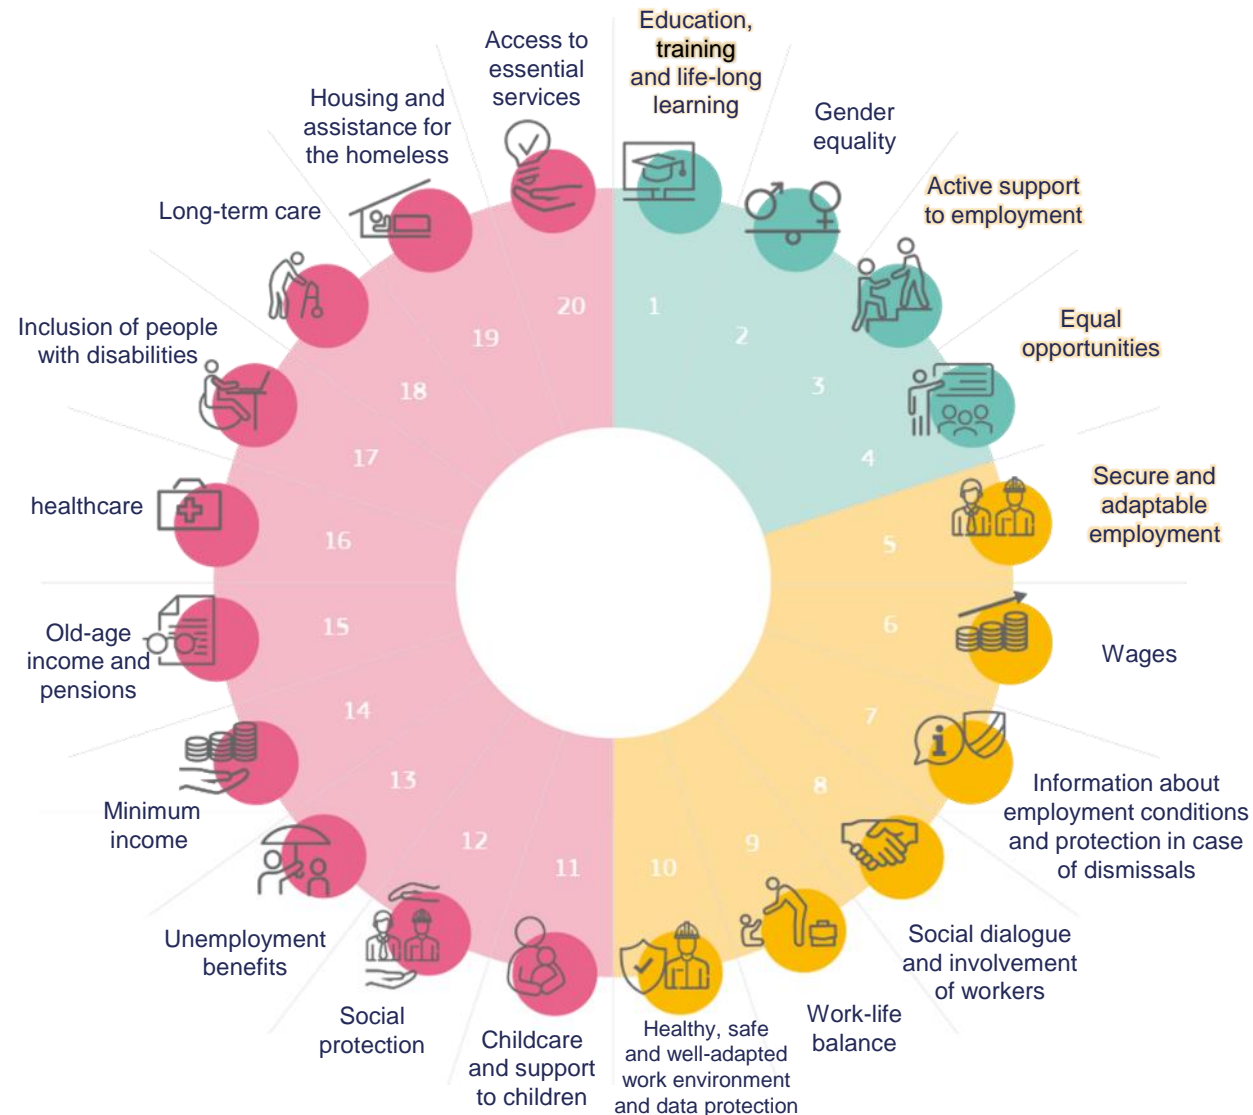 Education,
training
and life-long
learning
Gender
equality
Active support
to employment
Equal
opportunities
Secure and
adaptable
employment
Wages
Information about
employment conditions
and protection in case
of dismissals
Social dialogue
and involvement
of workers
Work-life
balance
Healthy, safe
and well-adapted
work environment
and data protection
Childcare
and support
to children
Social
protection
Unemployment
benefits
Minimum
income
Old-age
income and
pensions
healthcare
Inclusion of people
with disabilities
Long-term care
Housing and
assistance for
the homeless
Access to
essential
services
1
2
3
4
5
6
7
8
9
10
11
12
13
14
15
16
17
18
19
20